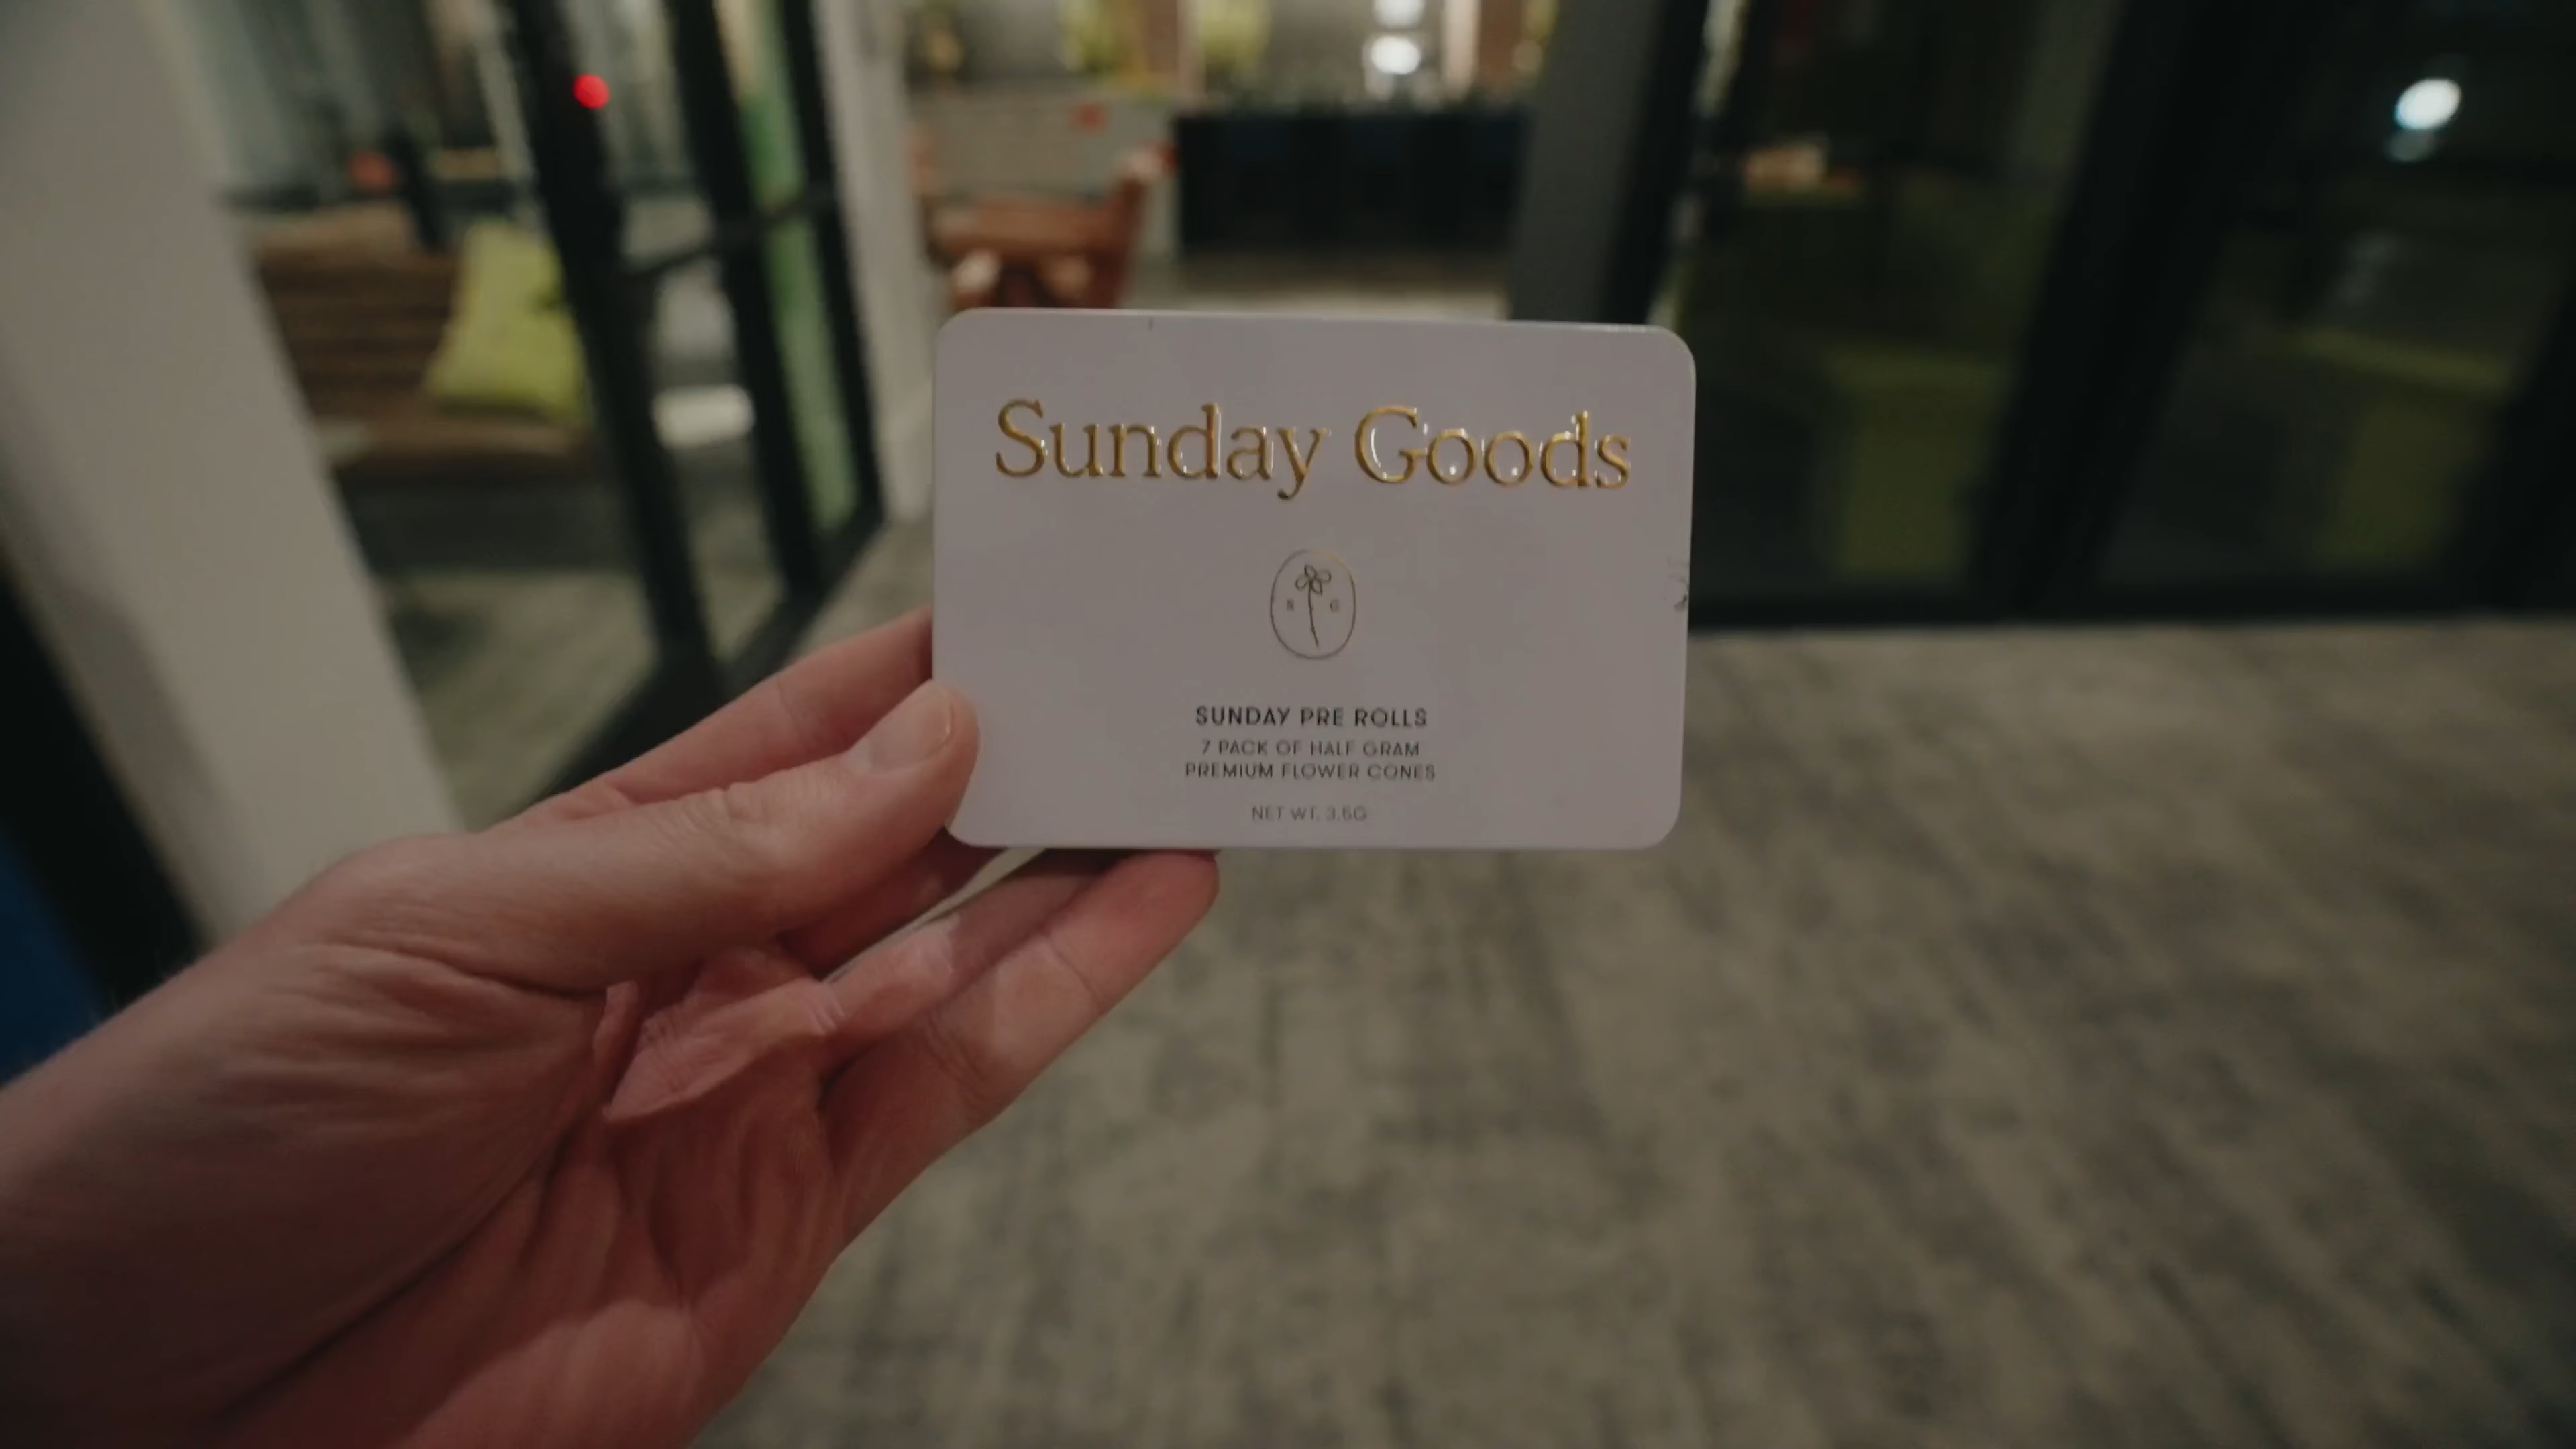 Sunday Goods
S G
SUNDAY PRE ROLLS
7 PACK OF HALF GRAM
PREMIUM FLOWER CONES
NET WT. 3.5G